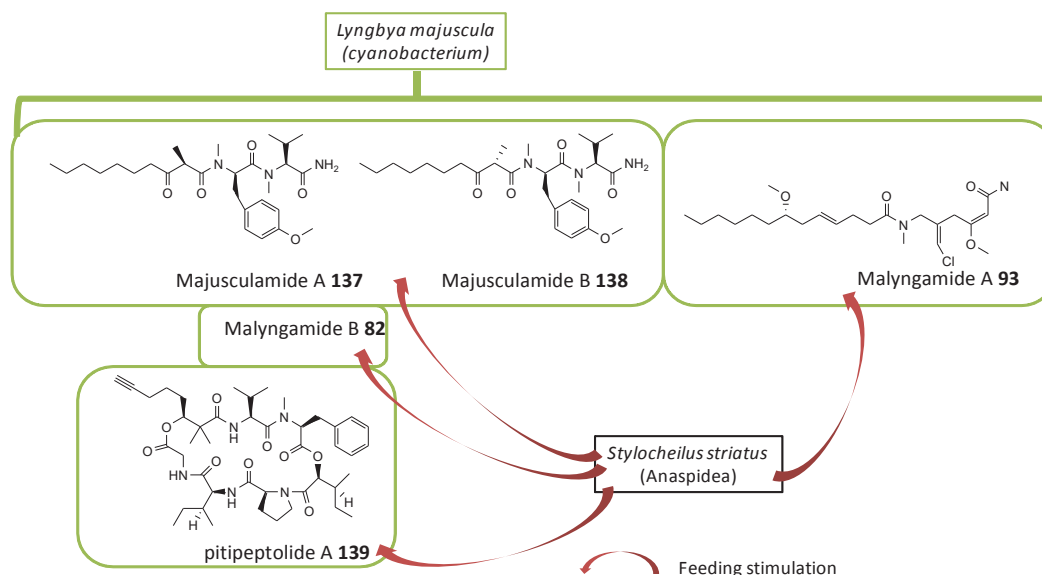 Lyngbya majuscula
(cyanobacterium)
N
O
O
N
O
NH2
O
O
Majusculamide A 137
N
O
O
N
O
NH2
O
O
Majusculamide B 138
O
N
O
O
N
O
Cl
Malyngamide A 93
Malyngamide B 82
O
O
O
N
H
O
N
O
O
O
NH
O
N
H
O
N
O
H
H
pitipeptolide A 139
Stylocheilus striatus
(Anaspidea)
Feeding stimulation